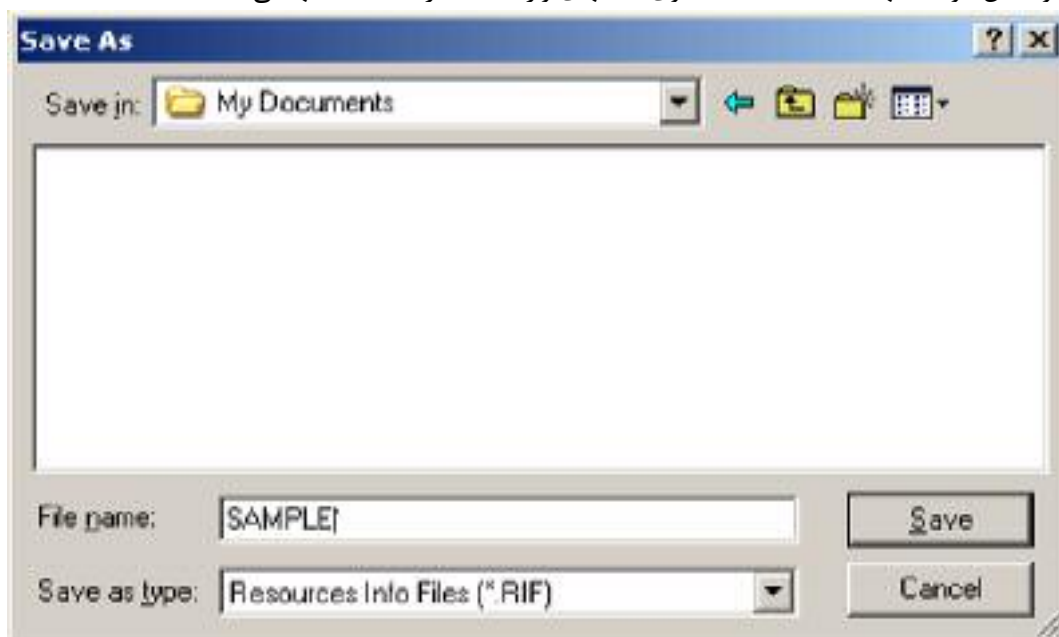 Save As
Save in: My Documents
File name: SAMPLE
Save as type: Resources Info Files (*.RIF)
Save
Cancel